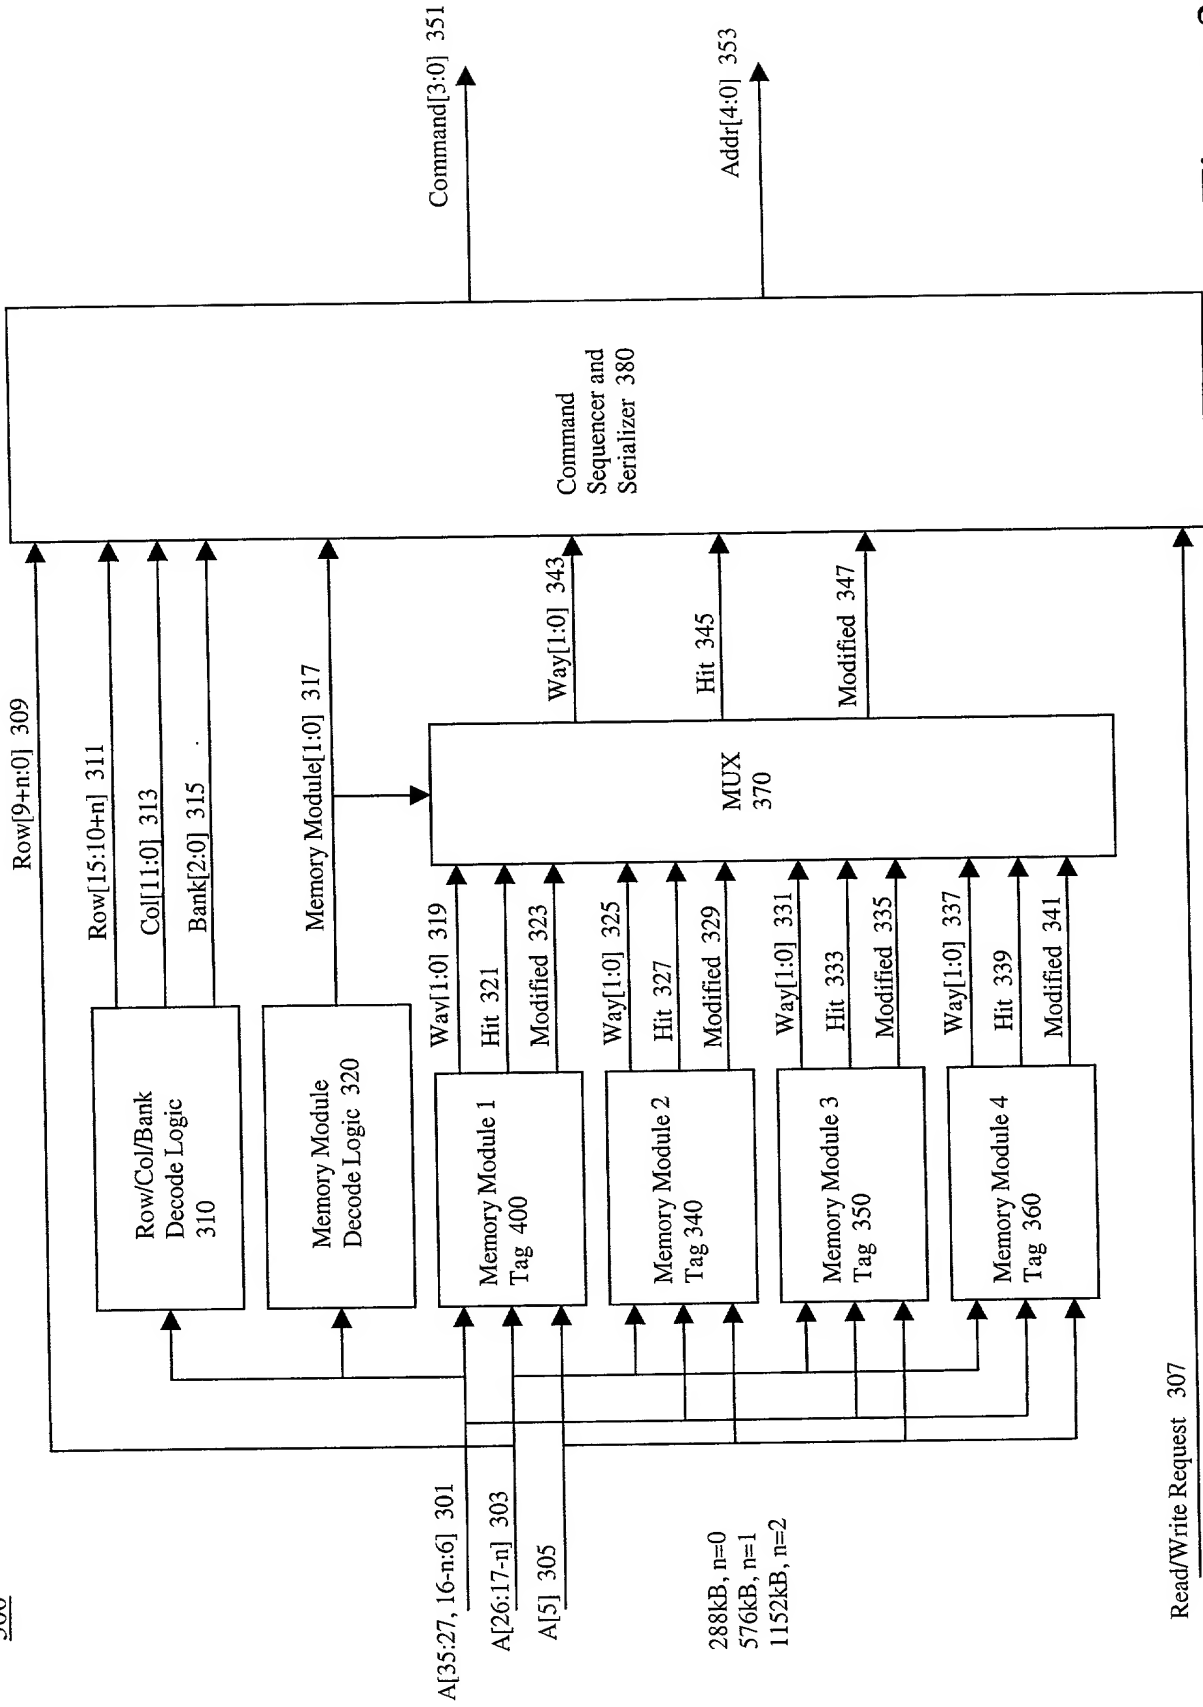 Row[9+n:0] 309
Row[15:10+n] 311
Col[11:0] 313
Bank[2:0] 315
Memory Module[1:0] 317
Row/Col/Bank
Decode Logic
310
Memory Module
Decode Logic 320
Command[3:0] 351
Addr[4:0] 353
Command
Sequencer and
Serializer 380
Way[1:0] 343
Hit 345
Modified 347
MUX
370
Way[1:0] 319
Hit 321
Modified 323
Way[1:0] 325
Hit 327
Modified 329
Way[1:0] 331
Hit 333
Modified 335
Way[1:0] 337
Hit 339
Modified 341
Memory Module 1
Tag 400
Memory Module 2
Tag 340
Memory Module 3
Tag 350
Memory Module 4
Tag 360
A[35:27, 16-n:6] 301
A[26:17-n] 303
A[5] 305
288kB, n=0
576kB, n=1
1152kB, n=2
Read/Write Request 307